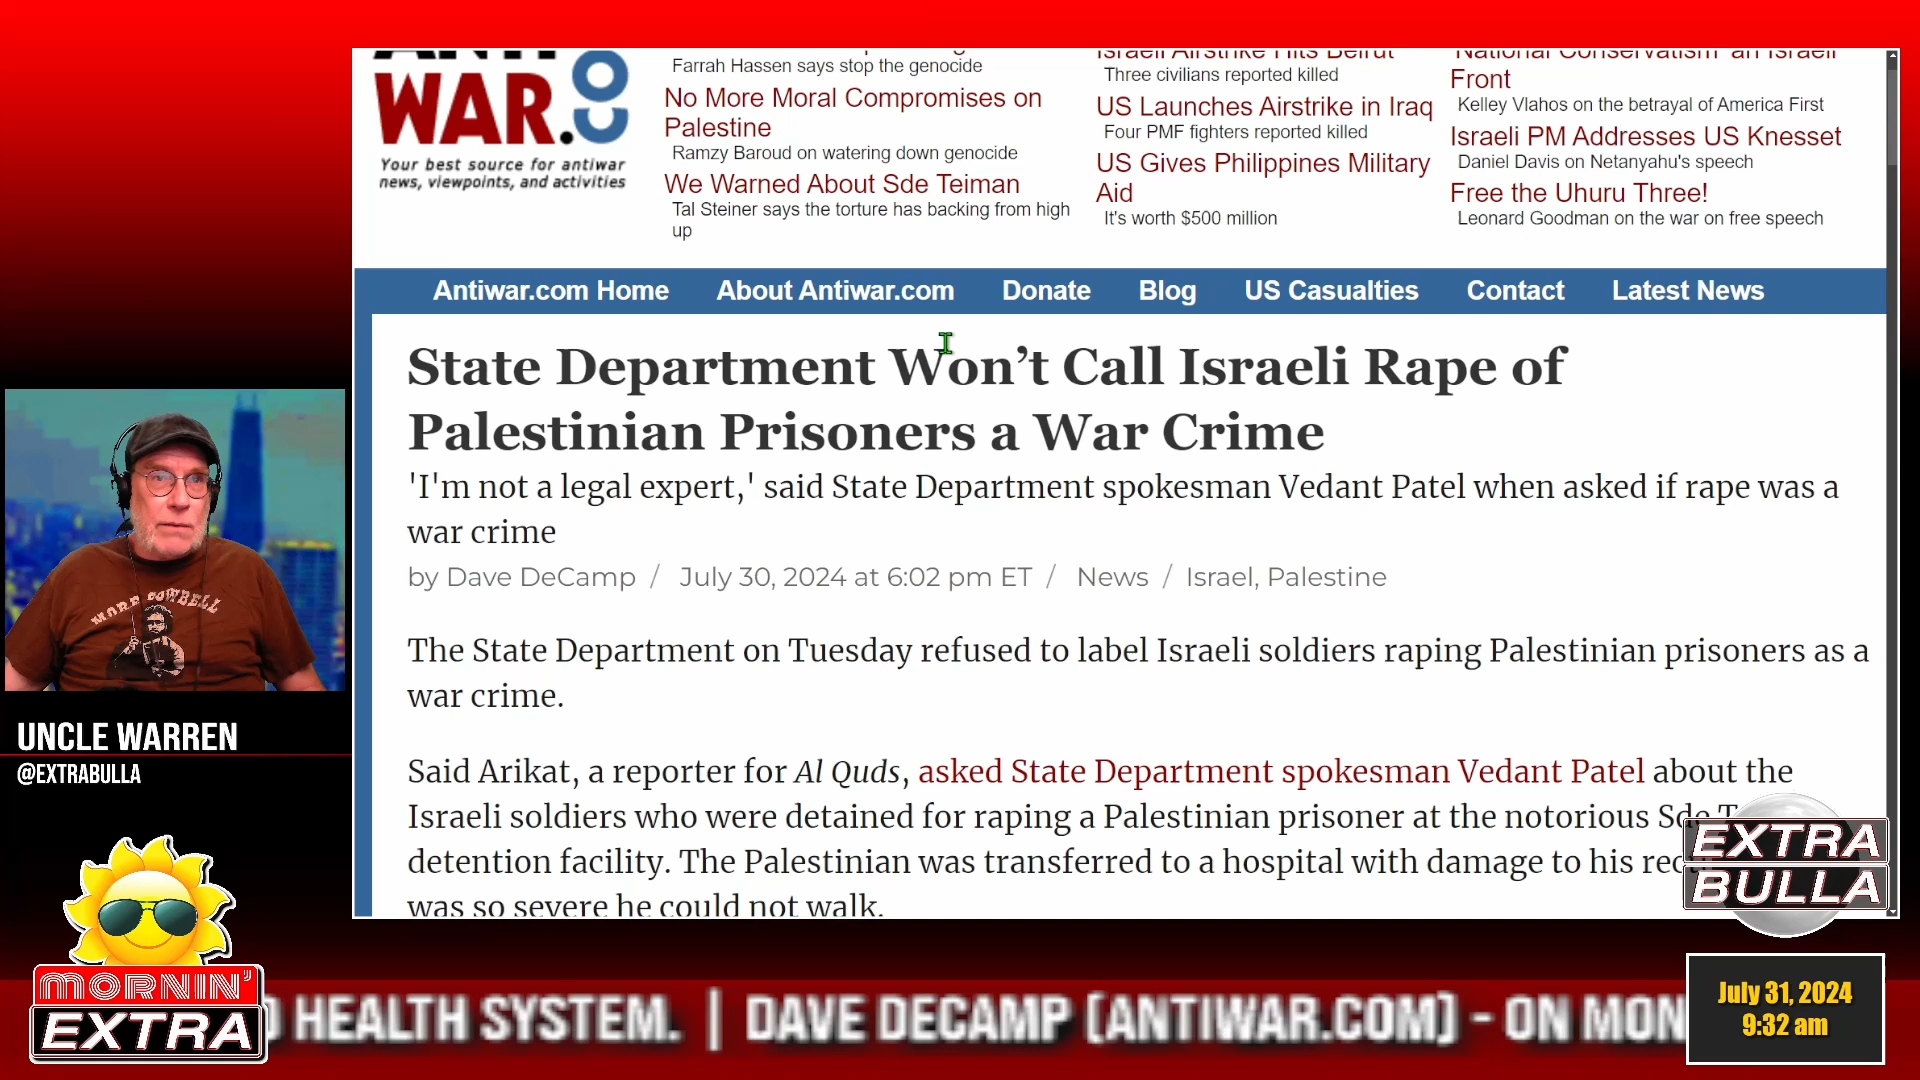 ANTI
WAR.
Your best source for antiwar
news, viewpoints, and activities
Farrah Hassen says stop the genocide
No More Moral Compromises on
Palestine
Ramzy Baroud on watering down genocide
We Warned About Sde Teiman
Tal Steiner says the torture has backing from high
up
Israeli Airstrike Hits Beirut
Three civilians reported killed
US Launches Airstrike in Iraq
Four PMF fighters reported killed
US Gives Philippines Military
Aid
It's worth $500 million
National Conservatism' an Israeli
Front
Kelley Vlahos on the betrayal of America First
Israeli PM Addresses US Knesset
Daniel Davis on Netanyahu's speech
Free the Uhuru Three!
Leonard Goodman on the war on free speech
Antiwar.com Home About Antiwar.com Donate Blog US Casualties Contact Latest News
State Department Won’t Call Israeli Rape of
Palestinian Prisoners a War Crime
'I'm not a legal expert,' said State Department spokesman Vedant Patel when asked if rape was a
war crime
by Dave DeCamp / July 30, 2024 at 6:02 pm ET / News / Israel, Palestine
The State Department on Tuesday refused to label Israeli soldiers raping Palestinian prisoners as a
war crime.
Said Arikat, a reporter for Al Quds, asked State Department spokesman Vedant Patel about the
Israeli soldiers who were detained for raping a Palestinian prisoner at the notorious Sde
detention facility. The Palestinian was transferred to a hospital with damage to his
was so severe he could not walk.
MORE COWBELL
UNCLE WARREN
@EXTRABULLA
EXTRA
BULLA
MORNIN'
EXTRA
HEALTH SYSTEM. | DAVE DECAMP (ANTIWAR.COM) - ON MON
July 31, 2024
9:32 am